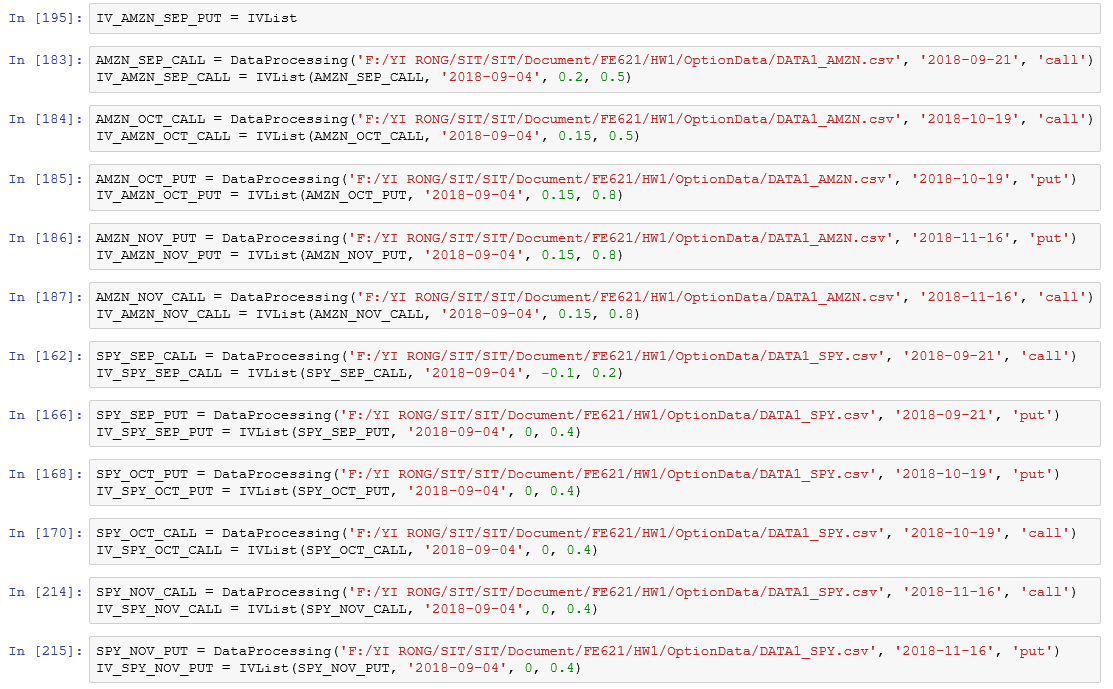 In [195]: IV_AMZN_SEP_PUT = IVList
In [183]: AMZN_SEP_CALL = DataProcessing('F:/YI RONG/SIT/SIT/Document/FE621/HW1/OptionData/DATA1_AMZN.csv', '2018-09-21', 'call')
IV_AMZN_SEP_CALL = IVList(AMZN_SEP_CALL, '2018-09-04', 0.2, 0.5)
In [184]: AMZN_OCT_CALL = DataProcessing('F:/YI RONG/SIT/SIT/Document/FE621/HW1/OptionData/DATA1_AMZN.csv', '2018-10-19', 'call')
IV_AMZN_OCT_CALL = IVList(AMZN_OCT_CALL, '2018-09-04', 0.15, 0.5)
In [185]: AMZN_OCT_PUT = DataProcessing('F:/YI RONG/SIT/SIT/Document/FE621/HW1/OptionData/DATA1_AMZN.csv', '2018-10-19', 'put')
IV_AMZN_OCT_PUT = IVList(AMZN_OCT_PUT, '2018-09-04', 0.15, 0.8)
In [186]: AMZN_NOV_PUT = DataProcessing('F:/YI RONG/SIT/SIT/Document/FE621/HW1/OptionData/DATA1_AMZN.csv', '2018-11-16', 'put')
IV_AMZN_NOV_PUT = IVList(AMZN_NOV_PUT, '2018-09-04', 0.15, 0.8)
In [187]: AMZN_NOV_CALL = DataProcessing('F:/YI RONG/SIT/SIT/Document/FE621/HW1/OptionData/DATA1_AMZN.csv', '2018-11-16', 'call')
IV_AMZN_NOV_CALL = IVList(AMZN_NOV_CALL, '2018-09-04', 0.15, 0.8)
In [162]: SPY_SEP_CALL = DataProcessing('F:/YI RONG/SIT/SIT/Document/FE621/HW1/OptionData/DATA1_SPY.csv', '2018-09-21', 'call')
IV_SPY_SEP_CALL = IVList(SPY_SEP_CALL, '2018-09-04', -0.1, 0.2)
In [166]: SPY_SEP_PUT = DataProcessing('F:/YI RONG/SIT/SIT/Document/FE621/HW1/OptionData/DATA1_SPY.csv', '2018-09-21', 'put')
IV_SPY_SEP_PUT = IVList(SPY_SEP_PUT, '2018-09-04', 0, 0.4)
In [168]: SPY_OCT_PUT = DataProcessing('F:/YI RONG/SIT/SIT/Document/FE621/HW1/OptionData/DATA1_SPY.csv', '2018-10-19', 'put')
IV_SPY_OCT_PUT = IVList(SPY_OCT_PUT, '2018-09-04', 0, 0.4)
In [170]: SPY_OCT_CALL = DataProcessing('F:/YI RONG/SIT/SIT/Document/FE621/HW1/OptionData/DATA1_SPY.csv', '2018-10-19', 'call')
IV_SPY_OCT_CALL = IVList(SPY_OCT_CALL, '2018-09-04', 0, 0.4)
In [214]: SPY_NOV_CALL = DataProcessing('F:/YI RONG/SIT/SIT/Document/FE621/HW1/OptionData/DATA1_SPY.csv', '2018-11-16', 'call')
IV_SPY_NOV_CALL = IVList(SPY_NOV_CALL, '2018-09-04', 0, 0.4)
In [215]: SPY_NOV_PUT = DataProcessing('F:/YI RONG/SIT/SIT/Document/FE621/HW1/OptionData/DATA1_SPY.csv', '2018-11-16', 'put')
IV_SPY_NOV_PUT = IVList(SPY_NOV_PUT, '2018-09-04', 0, 0.4)